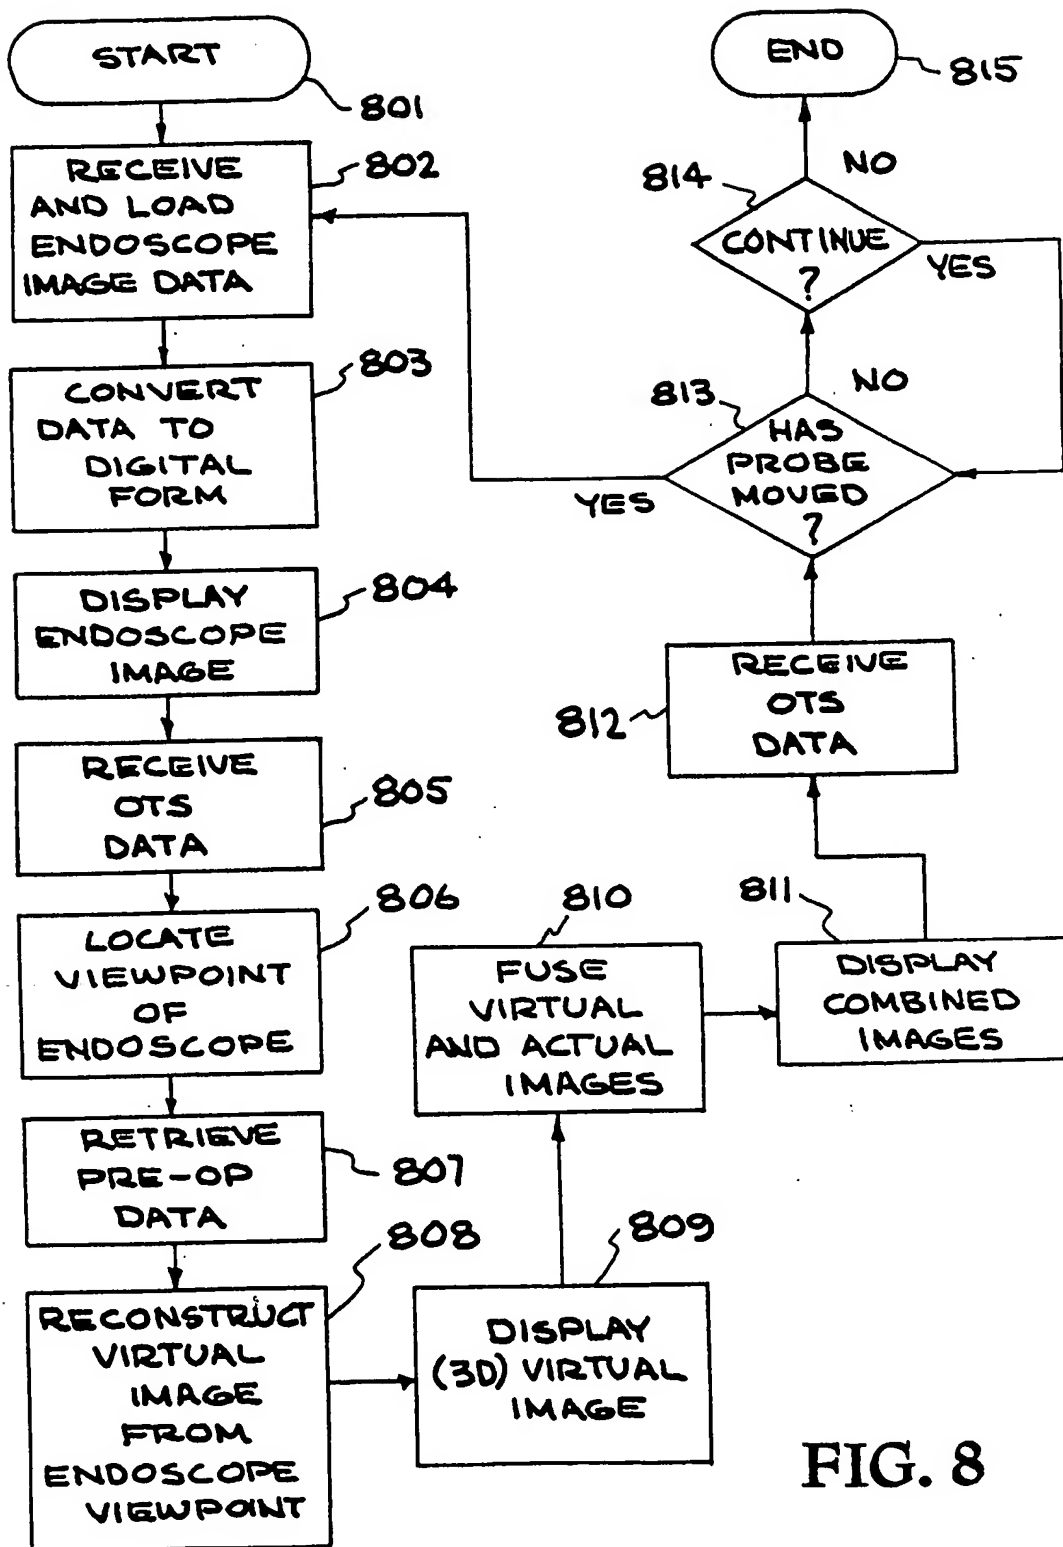 START
801
RECEIVE
AND LOAD
ENDOSCOPE
IMAGE DATA
802
CONVERT
DATA TO
DIGITAL
FORM
803
DISPLAY
ENDOSCOPE
IMAGE
804
RECEIVE
OTS
DATA
805
LOCATE
VIEWPOINT
OF
ENDOSCOPE
806
RETRIEVE
PRE-OP
DATA
807
RECONSTRUCT
VIRTUAL
IMAGE
FROM
ENDOSCOPE
VIEWPOINT
808
DISPLAY
(3D) VIRTUAL
IMAGE
809
FUSE
VIRTUAL
AND ACTUAL
IMAGES
810
DISPLAY
COMBINED
IMAGES
811
RECEIVE
OTS
DATA
812
HAS
PROBE
MOVED
?
813
YES
NO
CONTINUE
?
814
YES
NO
END
815
FIG. 8